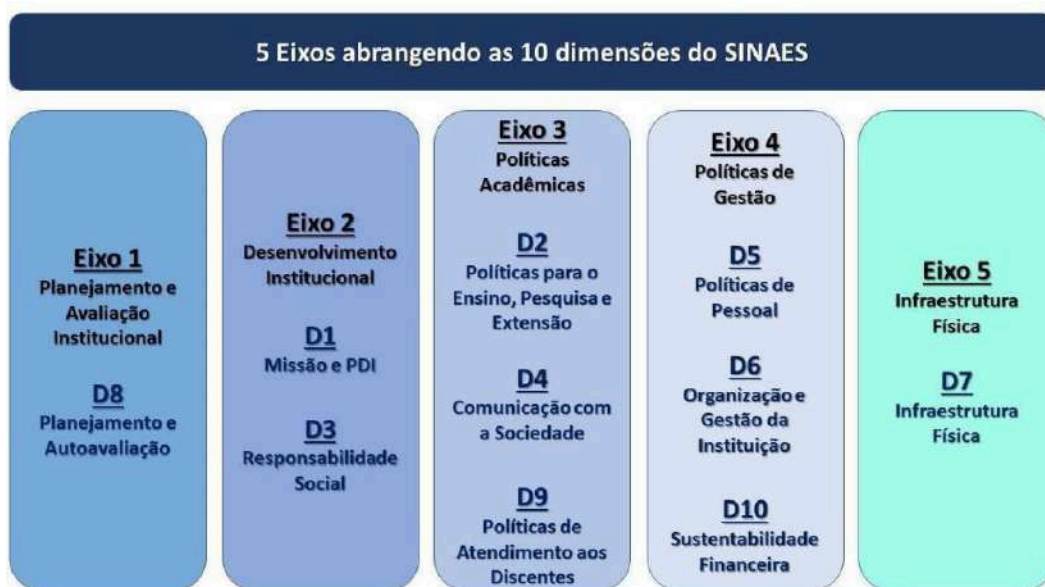 5 Eixos abrangendo as 10 dimensões do SINAES
Eixo 1
Planejamento e
Avaliação
Institucional
D8
Planejamento e
Autoavaliação
Eixo 2
Desenvolvimento
Institucional
D1
Missão e PDI
D3
Responsabilidade
Social
Eixo 3
Políticas
Acadêmicas
D2
Políticas para o
Ensino, Pesquisa e
Extensão
D4
Comunicação com
a Sociedade
D9
Políticas de
Atendimento aos
Discentes
Eixo 4
Políticas de
Gestão
D5
Políticas de
Pessoal
D6
Organização e
Gestão da
Instituição
D10
Sustentabilidade
Financeira
Eixo 5
Infraestrutura
Física
D7
Infraestrutura
Física